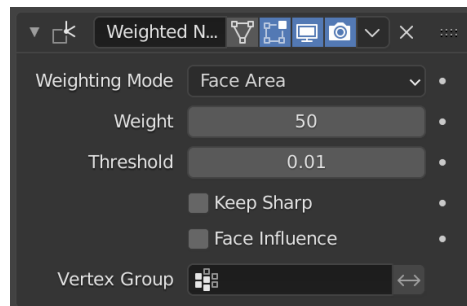 Weighted N...
Weighting Mode Face Area
Weight 50
Threshold 0.01
Keep Sharp
Face Influence
Vertex Group